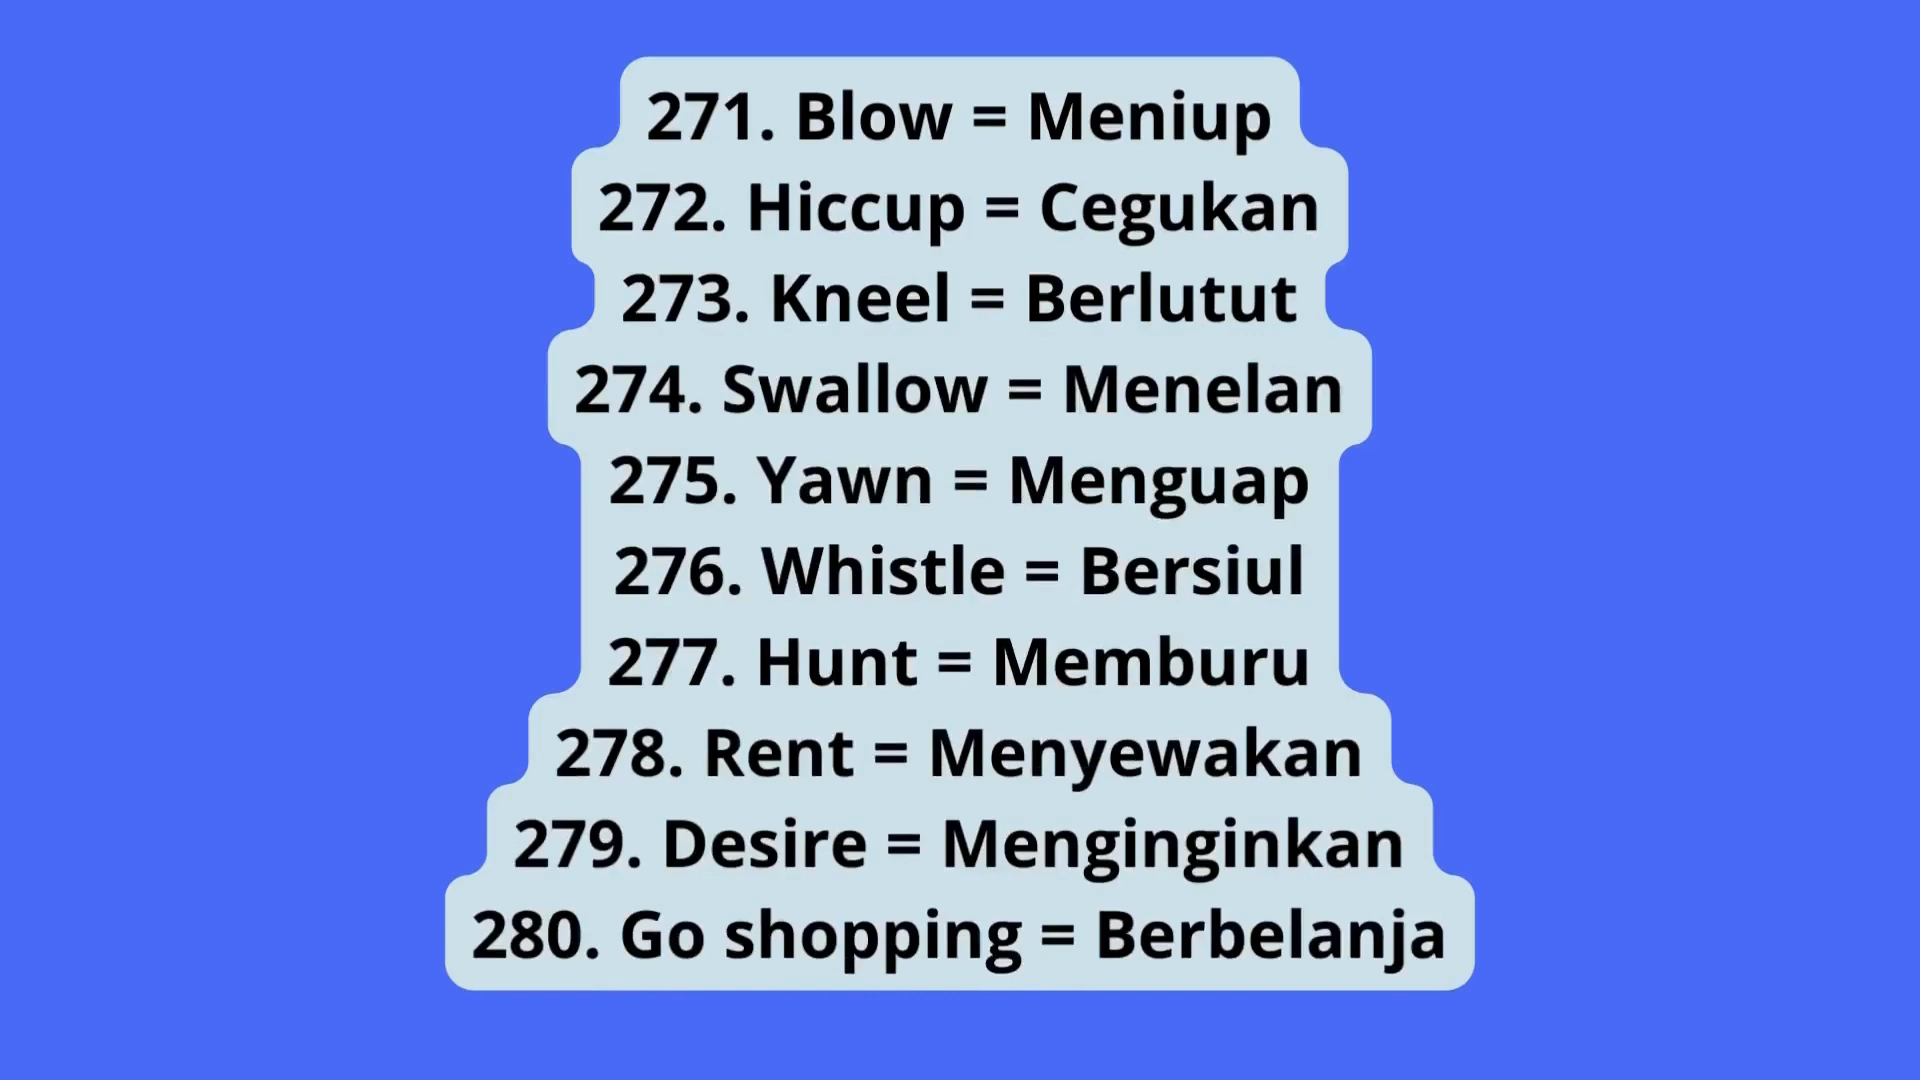 271. Blow = Meniup
272. Hiccup = Cegukan
273. Kneel = Berlutut
274. Swallow = Menelan
275. Yawn = Menguap
276. Whistle = Bersiul
277. Hunt = Memburu
278. Rent = Menyewakan
279. Desire = Menginginkan
280. Go shopping = Berbelanja